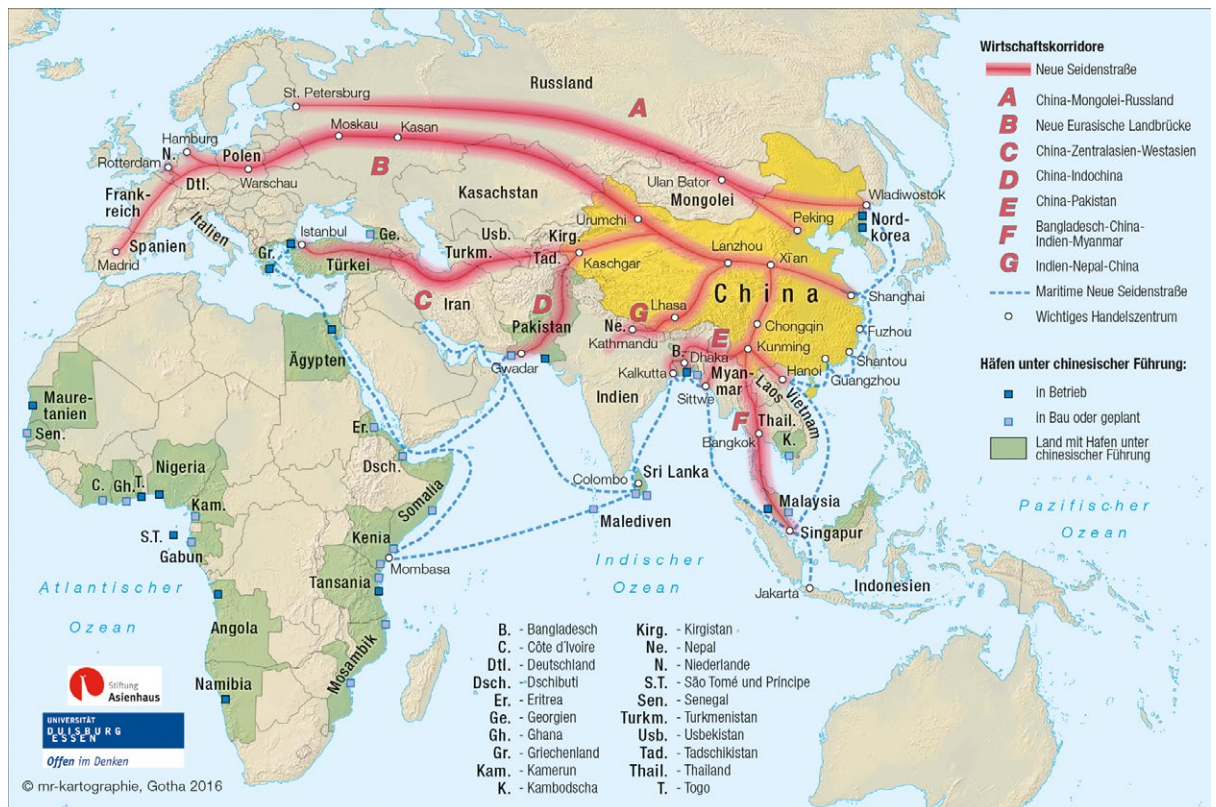 Wirtschaftskorridore
Neue Seidenstraße
A China-Mongolei-Russland
B Neue Eurasische Landbrücke
C China-Zentralasien-Westasien
D China-Indochina
E China-Pakistan
F Bangladesch-China-
Indien-Myanmar
G Indien-Nepal-China
Maritime Neue Seidenstraße
Wichtiges Handelszentrum
Häfen unter chinesischer Führung:
in Betrieb
in Bau oder geplant
Land mit Hafen unter
chinesischer Führung
Russland
A
St. Petersburg
Moskau
Kasan
Hamburg
N.
Rotterdam
Polen
Dtl.
Warschau
B
Frank-
reich
Kasachstan
Ulan Bator
Mongolei
Wladiwostok
Italien
Spanien
Madrid
Urumchi
Peking
Nord-
korea
Istanbul
Ge.
Gr.
Türkei
Usb.
Turkm.
Kirg.
Tad.
Kaschgar
Lanzhou
Xi'an
C
Iran
D
Pakistan
Lhasa
China
Shanghai
G
Ne.
Kathmandu
Chongqin
E
Fuzhou
Kunming
Gwadar
B.
Dhaka
Shantou
Ägypten
Kalkutta
Myan-
mar
Hanoi
Guangzhou
Indien
Sittwe
Laos
Vietnam
Maure-
tanien
Sen.
Er.
F
Thail.
Bangkok
K.
Dsch.
Nigeria
C.
Gh.
T.
Colombo
Sri Lanka
Kam.
Somalia
Malaysia
Pazifischer
Ozean
S.T.
Gabun
Kenia
Malediven
Singapur
Mombasa
Indischer
Ozean
Atlantischer
Ozean
Tansania
Jakarta
Indonesien
Angola
Mosambik
Namibia
B. - Bangladesch
C. - Côte d'Ivoire
Dtl. - Deutschland
Dsch. - Dschibuti
Er. - Eritrea
Ge. - Georgien
Gh. - Ghana
Gr. - Griechenland
Kam. - Kamerun
K. - Kambodscha
Kirg. - Kirgistan
Ne. - Nepal
N. - Niederlande
S.T. - São Tomé und Príncipe
Sen. - Senegal
Turkm. - Turkmenistan
Usb. - Usbekistan
Tad. - Tadschikistan
Thail. - Thailand
T. - Togo
Stiftung
Asienhaus
UNIVERSITÄT
DUISBURG
ESSEN
Offen im Denken
© mr-kartographie, Gotha 2016